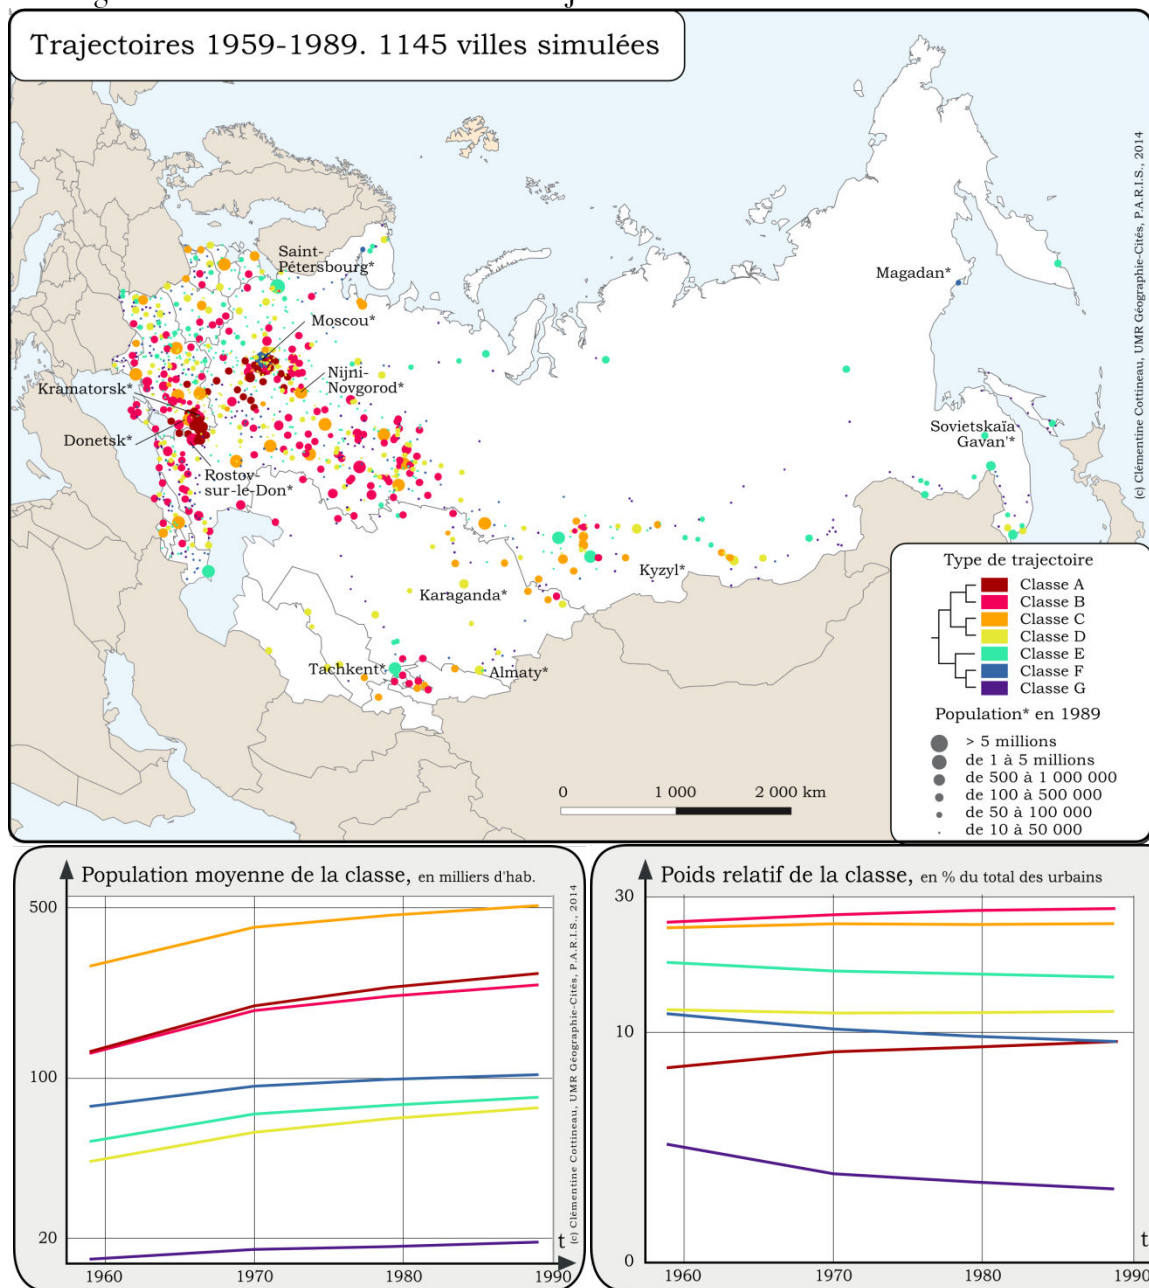 Trajectoires 1959-1989. 1145 villes simulées
(c) Clémentine Cottineau, UMR Géographie-Cités, P.A.R.I.S., 2014
Saint-
Pétersbourg*
Magadan*
Moscou*
Nijni-
Novgorod*
Kramatorsk*
Donetsk*
Sovietskaïa-
Gavan'*
Rostov-
sur-le-Don*
Kyzyl*
Karaganda*
Tachkent*
Almaty*
Type de trajectoire
Classe A
Classe B
Classe C
Classe D
Classe E
Classe F
Classe G
Population* en 1989
> 5 millions
de 1 à 5 millions
de 500 à 1 000 000
de 100 à 500 000
de 50 à 100 000
de 10 à 50 000
0 1 000 2 000 km
Population moyenne de la classe, en milliers d'hab.
500
100
20
t
1960 1970 1980 1990
(c) Clémentine Cottineau, UMR Géographie-Cités, P.A.R.I.S., 2014
Poids relatif de la classe, en % du total des urbains
30
10
0
t
1960 1970 1980 1990